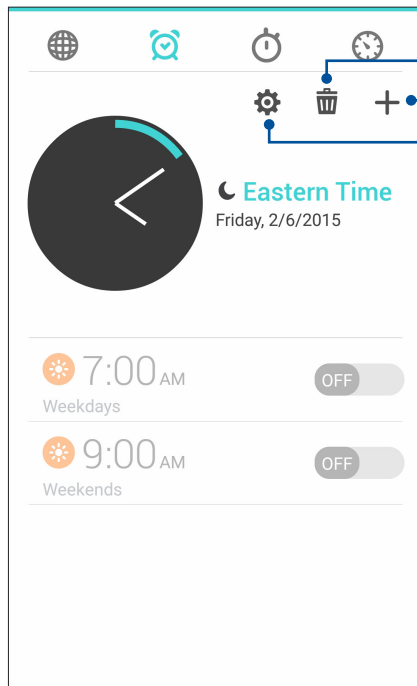 Eastern Time
Friday, 2/6/2015
7:00 AM
OFF
Weekdays
9:00 AM
OFF
Weekends